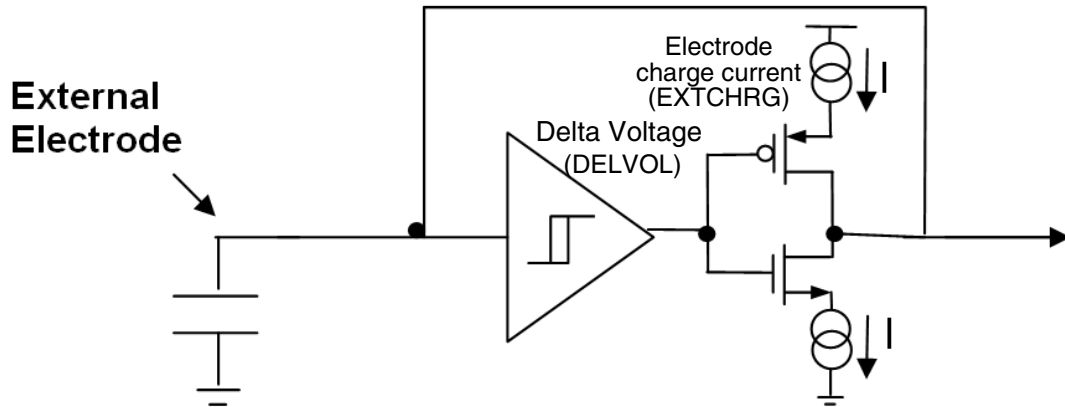 External
Electrode
Delta Voltage
(DELVOL)
Electrode
charge current
(EXTCHRG)
I
I